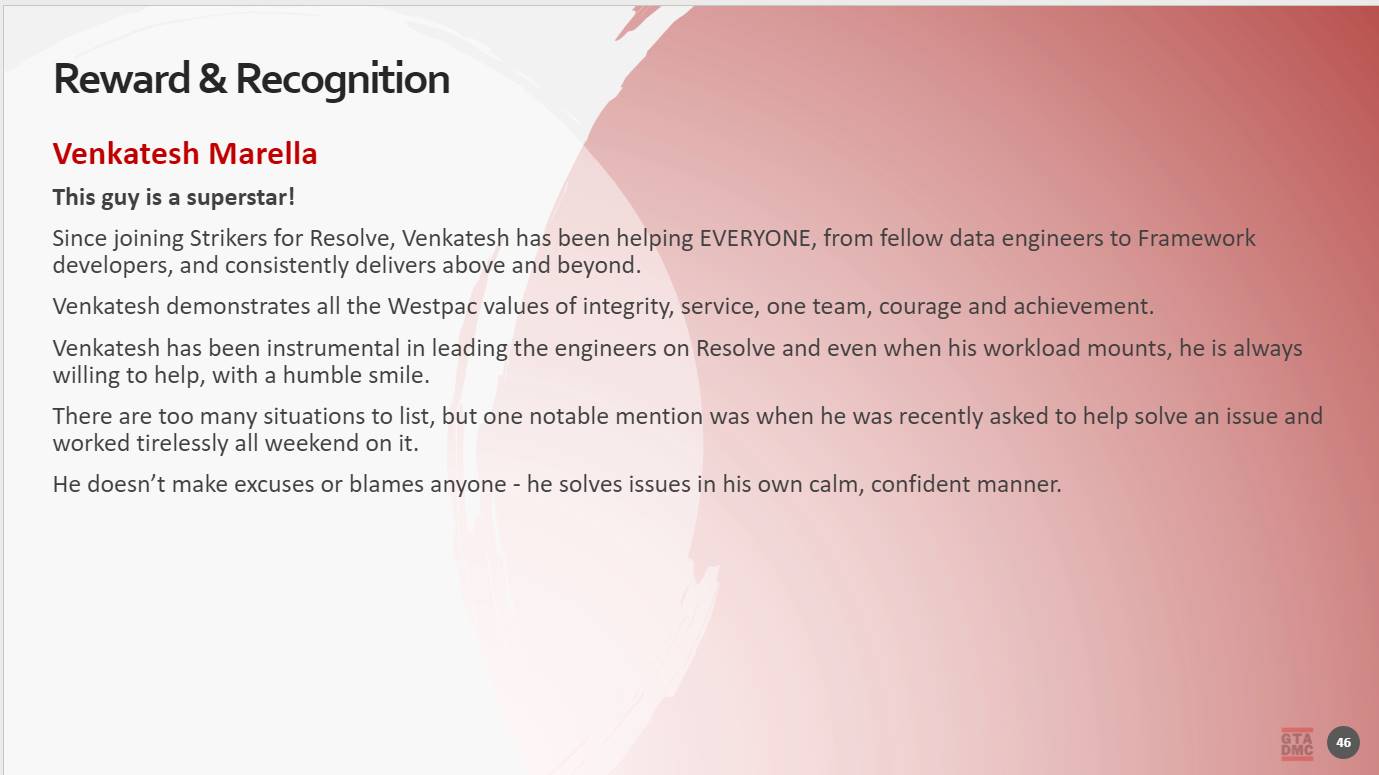 Reward & Recognition
Venkatesh Marella
This guy is a superstar!
Since joining Strikers for Resolve, Venkatesh has been helping EVERYONE, from fellow data engineers to Framework
developers, and consistently delivers above and beyond.
Venkatesh demonstrates all the Westpac values of integrity, service, one team, courage and achievement.
Venkatesh has been instrumental in leading the engineers on Resolve and even when his workload mounts, he is always
willing to help, with a humble smile.
There are too many situations to list, but one notable mention was when he was recently asked to help solve an issue and
worked tirelessly all weekend on it.
He doesn’t make excuses or blames anyone - he solves issues in his own calm, confident manner.
GTA
DMC
46